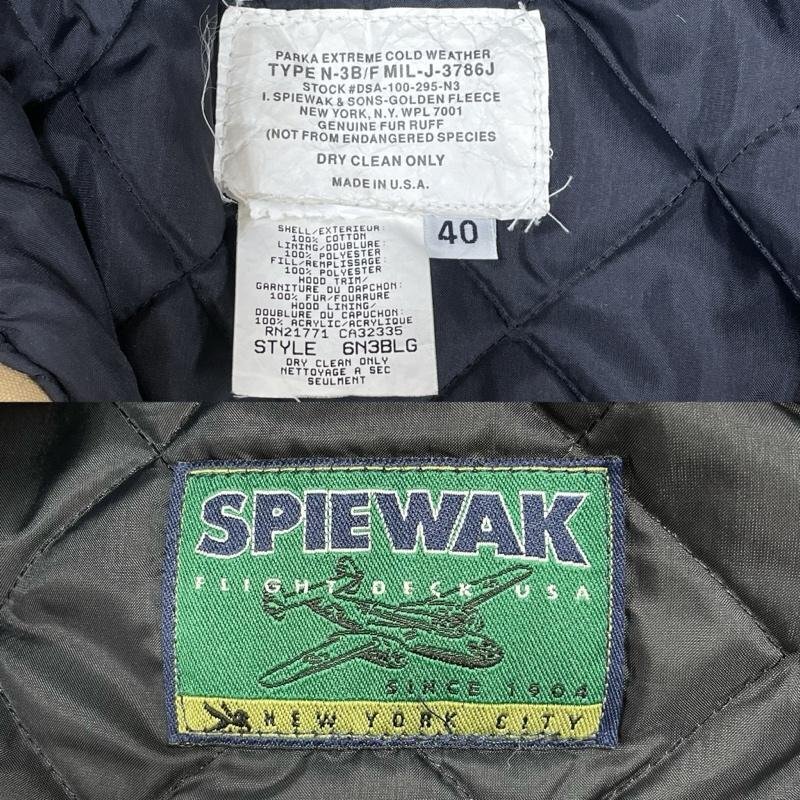 PARKA EXTREME COLD WEATHER
TYPE N-3B/F MIL-J-3786J
STOCK #DSA-100-295-N3
I. SPIEWAK & SONS-GOLDEN FLEECE
NEW YORK, N.Y. WPL 7001
GENUINE FUR RUFF
(NOT FROM ENDANGERED SPECIES
DRY CLEAN ONLY
MADE IN U.S.A.
40
SHELL/EXTERIEUR:
100% COTTON
LINING/DOUBLURE:
100% POLYESTER
FILL/REMPLISSAGE:
100% POLYESTER
HOOD TRIM/
GARNITURE DU DAPCHON:
100% FUR/FOURRURE
HOOD LINING/
DOUBLURE DU CAPUCHON:
100% ACRYLIC/ACRYLIQUE
RN21771 CA32335
STYLE 6N3BLG
DRY CLEAN ONLY
NETTOYAGE A SEC
SEULMENT
SPIEWAK
FLIGHT DECK USA
SINCE 1904
NEW YORK CITY